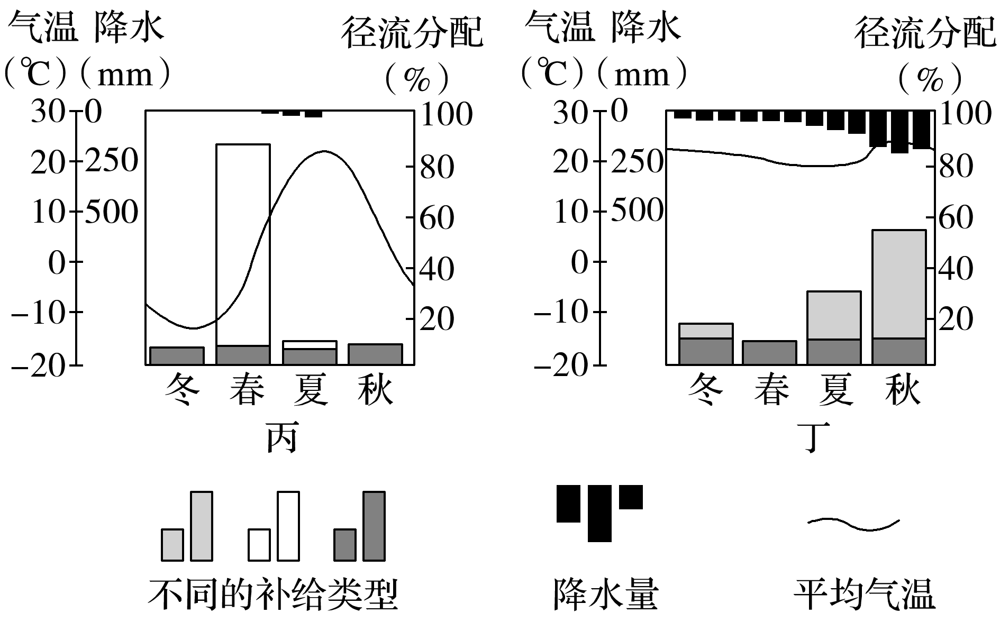 气温 降水 径流分配
(℃)(mm) (%)
30 0 100
20 250 80
10 500 60
0 40
−10 20
−20
冬 春 夏 秋
丙
气温 降水 径流分配
(℃)(mm) (%)
30 0 100
20 250 80
10 500 60
0 40
−10 20
−20
冬 春 夏 秋
丁
不同的补给类型 降水量 平均气温